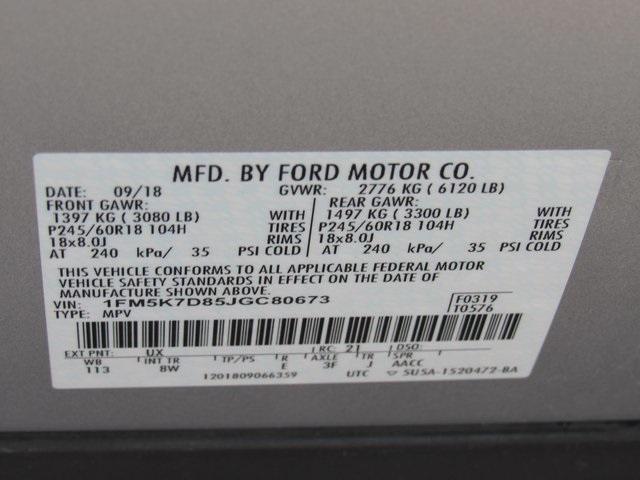 MFD. BY FORD MOTOR CO.
DATE: 09/18 GVWR: 2776 KG ( 6120 LB)
FRONT GAWR: REAR GAWR:
1397 KG ( 3080 LB) WITH 1497 KG ( 3300 LB) WITH
P245/60R18 104H TIRES P245/60R18 104H TIRES
18x8.0J RIMS 18x8.0J RIMS
AT 240 kPa/ 35 PSI COLD AT 240 kPa/ 35 PSI COLD
THIS VEHICLE CONFORMS TO ALL APPLICABLE FEDERAL MOTOR
VEHICLE SAFETY STANDARDS IN EFFECT ON THE DATE OF
MANUFACTURE SHOWN ABOVE.
VIN: 1FM5K7D85JGC80673 F0319
TYPE: MPV T0576
EXT PNT: UX RC: 21 DSO:
WB INT TR TP/PS R AXLE TR SPR
113 8W E 3F J AACC
1201809066359 UTC 5U5A-1520472-BA